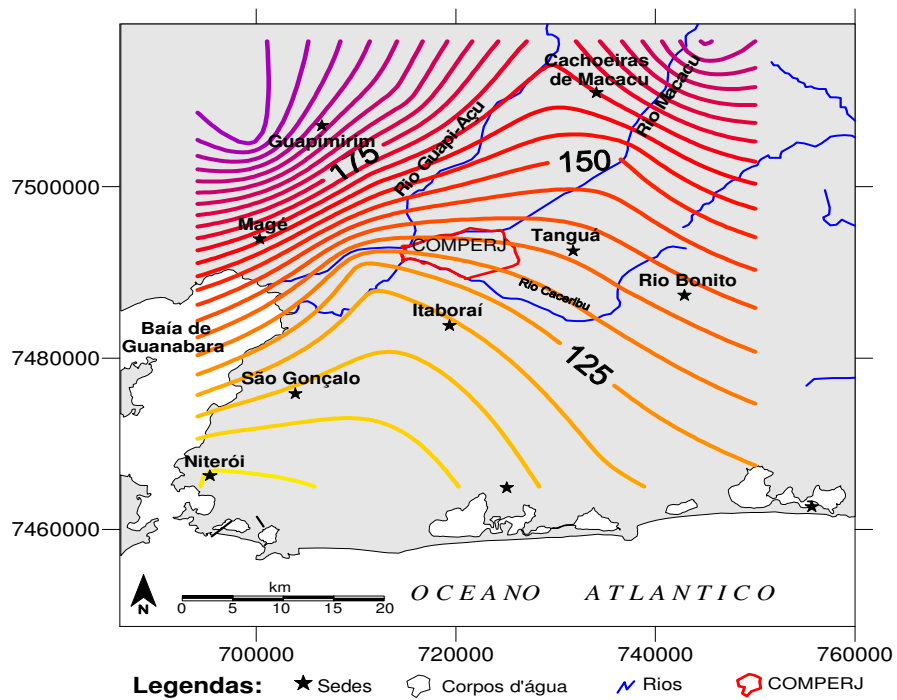 Cachoeiras
de Macacu
Rio Macacu
Guapimirim
175
Rio Guapi-Açu
150
7500000
Magé
COMPERJ
Tanguá
Rio Bonito
Rio Caceribu
Itaboraí
Baía de
Guanabara
7480000
125
São Gonçalo
Niterói
7460000
N
km
0 5 10 20
OCEANO ATLANTICO
700000 720000 740000 760000
Legendas: Sedes Corpos d'água Rios COMPERJ